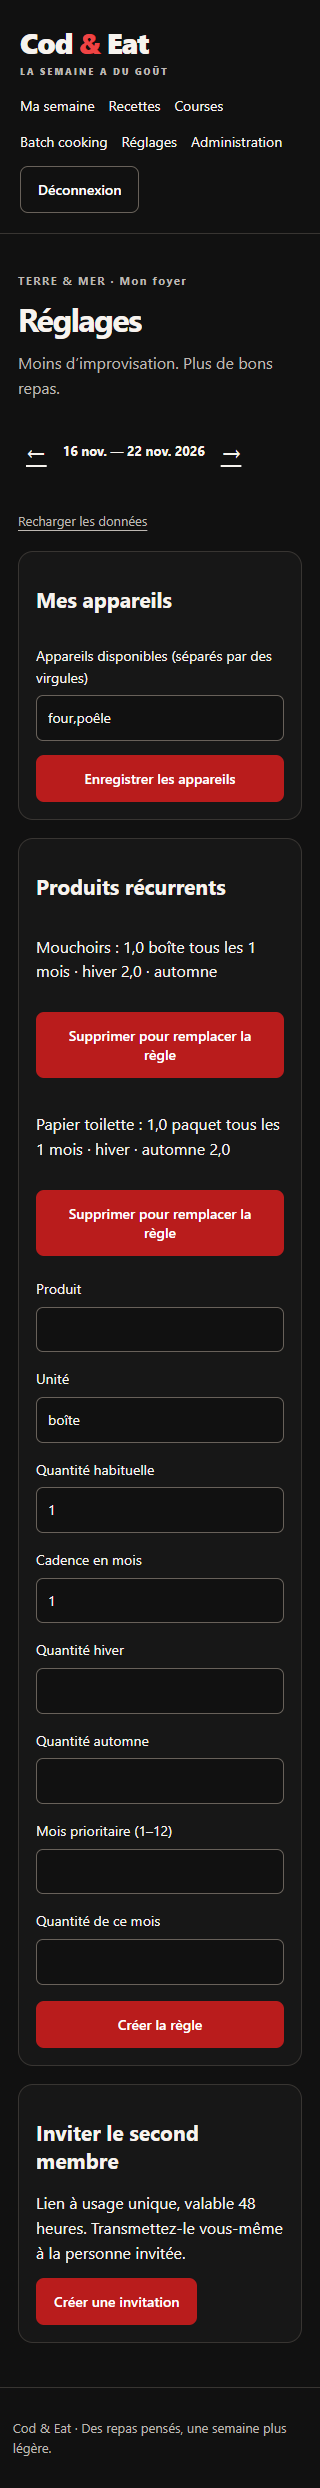 Cod & Eat
LA SEMAINE A DU GOÛT
Ma semaine Recettes Courses
Batch cooking Réglages Administration
Déconnexion
TERRE & MER · Mon foyer
Réglages
Moins d’improvisation. Plus de bons
repas.
← 16 nov. — 22 nov. 2026 →
Recharger les données
Mes appareils
Appareils disponibles (séparés par des
virgules)
four,poêle
Enregistrer les appareils
Produits récurrents
Mouchoirs : 1,0 boîte tous les 1
mois · hiver 2,0 · automne
Supprimer pour remplacer la
règle
Papier toilette : 1,0 paquet tous les
1 mois · hiver · automne 2,0
Supprimer pour remplacer la
règle
Produit
Unité
boîte
Quantité habituelle
1
Cadence en mois
1
Quantité hiver
Quantité automne
Mois prioritaire (1–12)
Quantité de ce mois
Créer la règle
Inviter le second
membre
Lien à usage unique, valable 48
heures. Transmettez-le vous-même
à la personne invitée.
Créer une invitation
Cod & Eat · Des repas pensés, une semaine plus
légère.